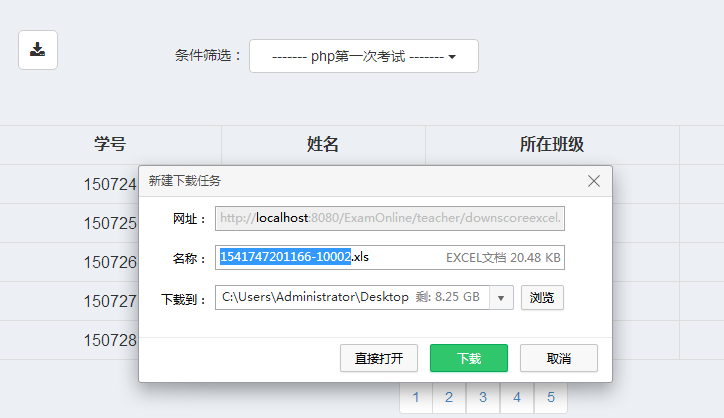 条件筛选： ------- php第一次考试 -------
学号 姓名 所在班级
150724
150725
150726
150727
150728
新建下载任务
网址： http://localhost:8080/ExamOnline/teacher/downscoreexcel.
名称： 1541747201166-10002.xls EXCEL文档 20.48 KB
下载到： C:\Users\Administrator\Desktop 剩: 8.25 GB 浏览
直接打开 下载 取消
1 2 3 4 5